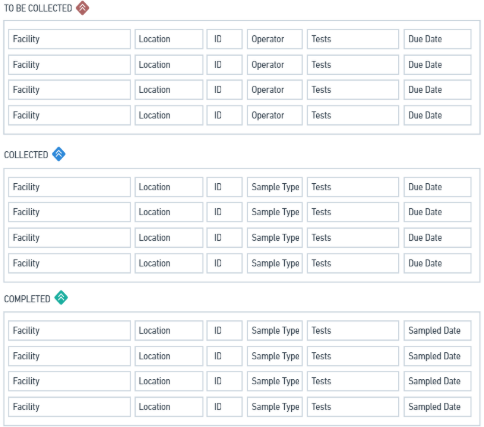 TO BE COLLECTED
Facility Location ID Operator Tests Due Date
Facility Location ID Operator Tests Due Date
Facility Location ID Operator Tests Due Date
Facility Location ID Operator Tests Due Date
COLLECTED
Facility Location ID Sample Type Tests Due Date
Facility Location ID Sample Type Tests Due Date
Facility Location ID Sample Type Tests Due Date
Facility Location ID Sample Type Tests Due Date
COMPLETED
Facility Location ID Sample Type Tests Sampled Date
Facility Location ID Sample Type Tests Sampled Date
Facility Location ID Sample Type Tests Sampled Date
Facility Location ID Sample Type Tests Sampled Date